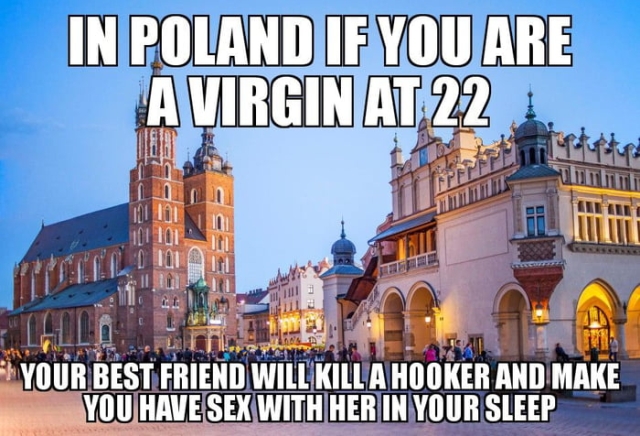 IN POLAND IF YOU ARE
A VIRGIN AT 22
YOUR BEST FRIEND WILL KILL A HOOKER AND MAKE
YOU HAVE SEX WITH HER IN YOUR SLEEP